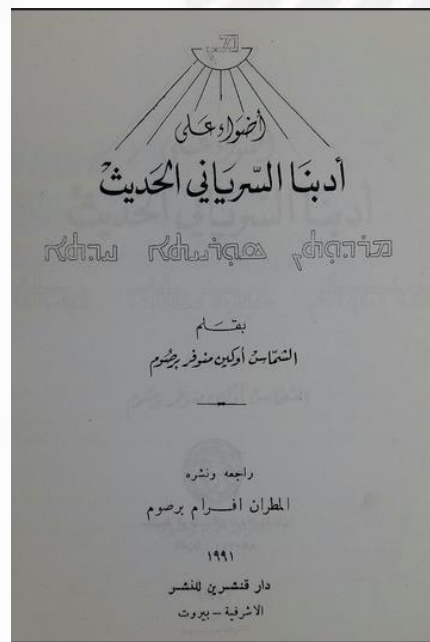 أضواء على
أدبنا السرياني الحديث
بقلم
الشماس أوكين منوفر برصوم
راجعه ونشره
المطران افرام برصوم
١٩٩١
دار قنشرين للنشر
الاشرفية – بيروت